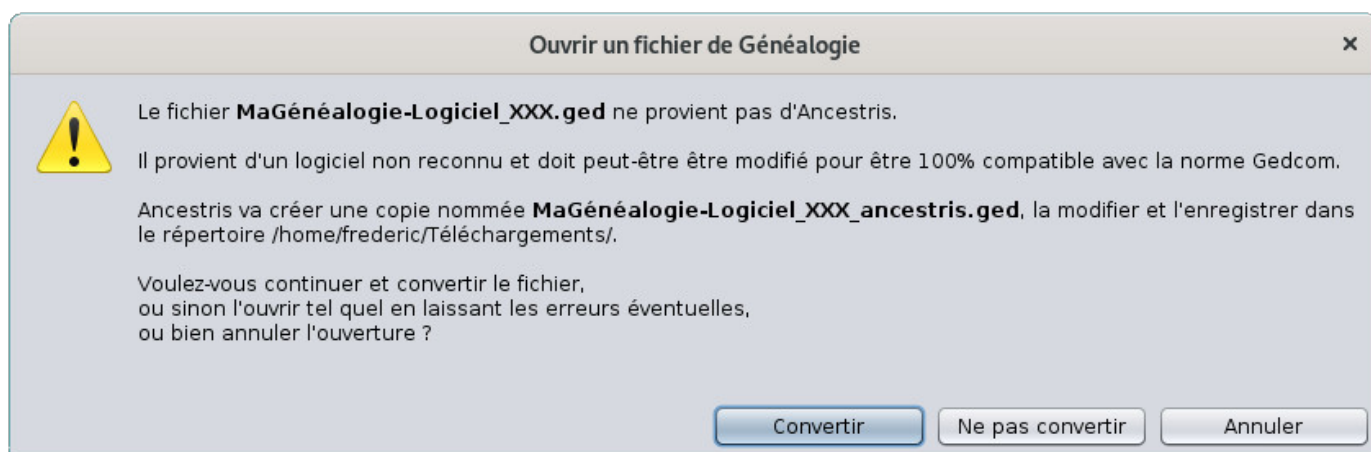 Ouvrir un fichier de Généalogie
Le fichier MaGénéalogie-Logiciel_XXX.ged ne provient pas d'Ancestris.
Il provient d'un logiciel non reconnu et doit peut-être être modifié pour être 100% compatible avec la norme Gedcom.
Ancestris va créer une copie nommée MaGénéalogie-Logiciel_XXX_ancestris.ged, la modifier et l'enregistrer dans
le répertoire /home/frederic/Téléchargements/.
Voulez-vous continuer et convertir le fichier,
ou sinon l'ouvrir tel quel en laissant les erreurs éventuelles,
ou bien annuler l'ouverture ?
Convertir Ne pas convertir Annuler